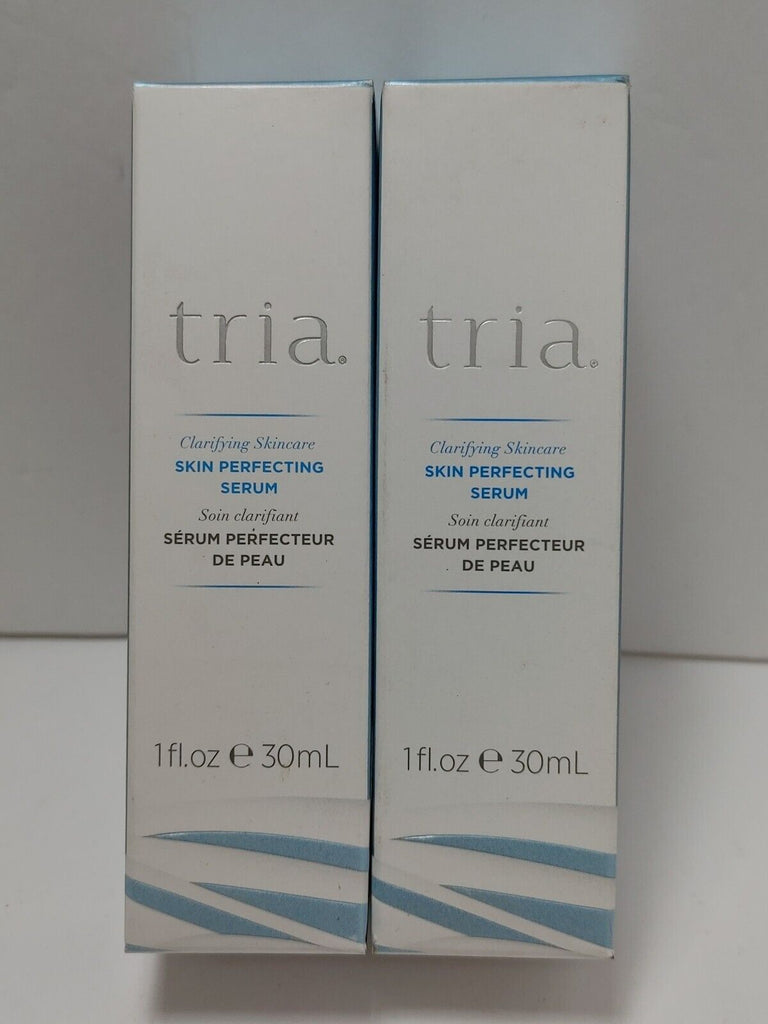 tria®
Clarifying Skincare
SKIN PERFECTING
SERUM
Soin clarifiant
SÉRUM PERFECTEUR
DE PEAU
1 fl.oz ℮ 30mL
tria®
Clarifying Skincare
SKIN PERFECTING
SERUM
Soin clarifiant
SÉRUM PERFECTEUR
DE PEAU
1 fl.oz ℮ 30mL